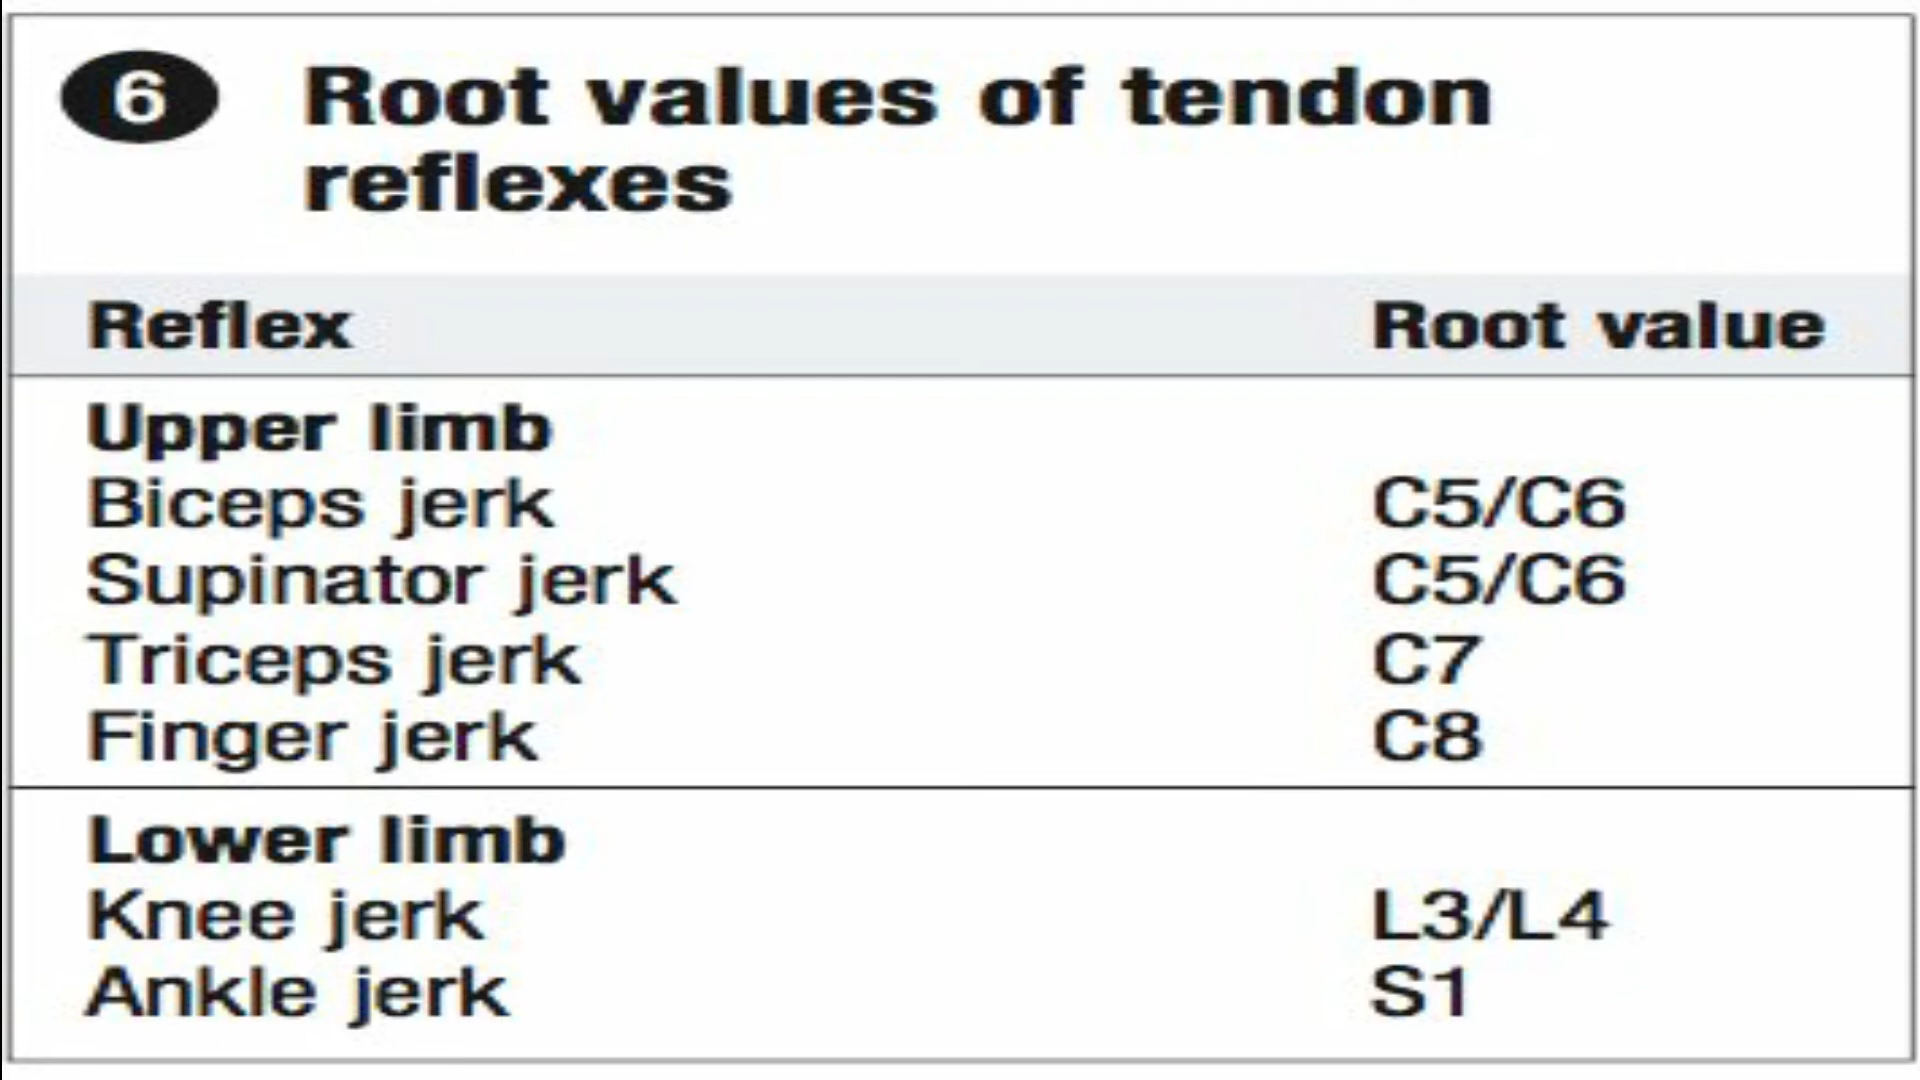 6 Root values of tendon
reflexes
Reflex Root value
Upper limb
Biceps jerk C5/C6
Supinator jerk C5/C6
Triceps jerk C7
Finger jerk C8
Lower limb
Knee jerk L3/L4
Ankle jerk S1